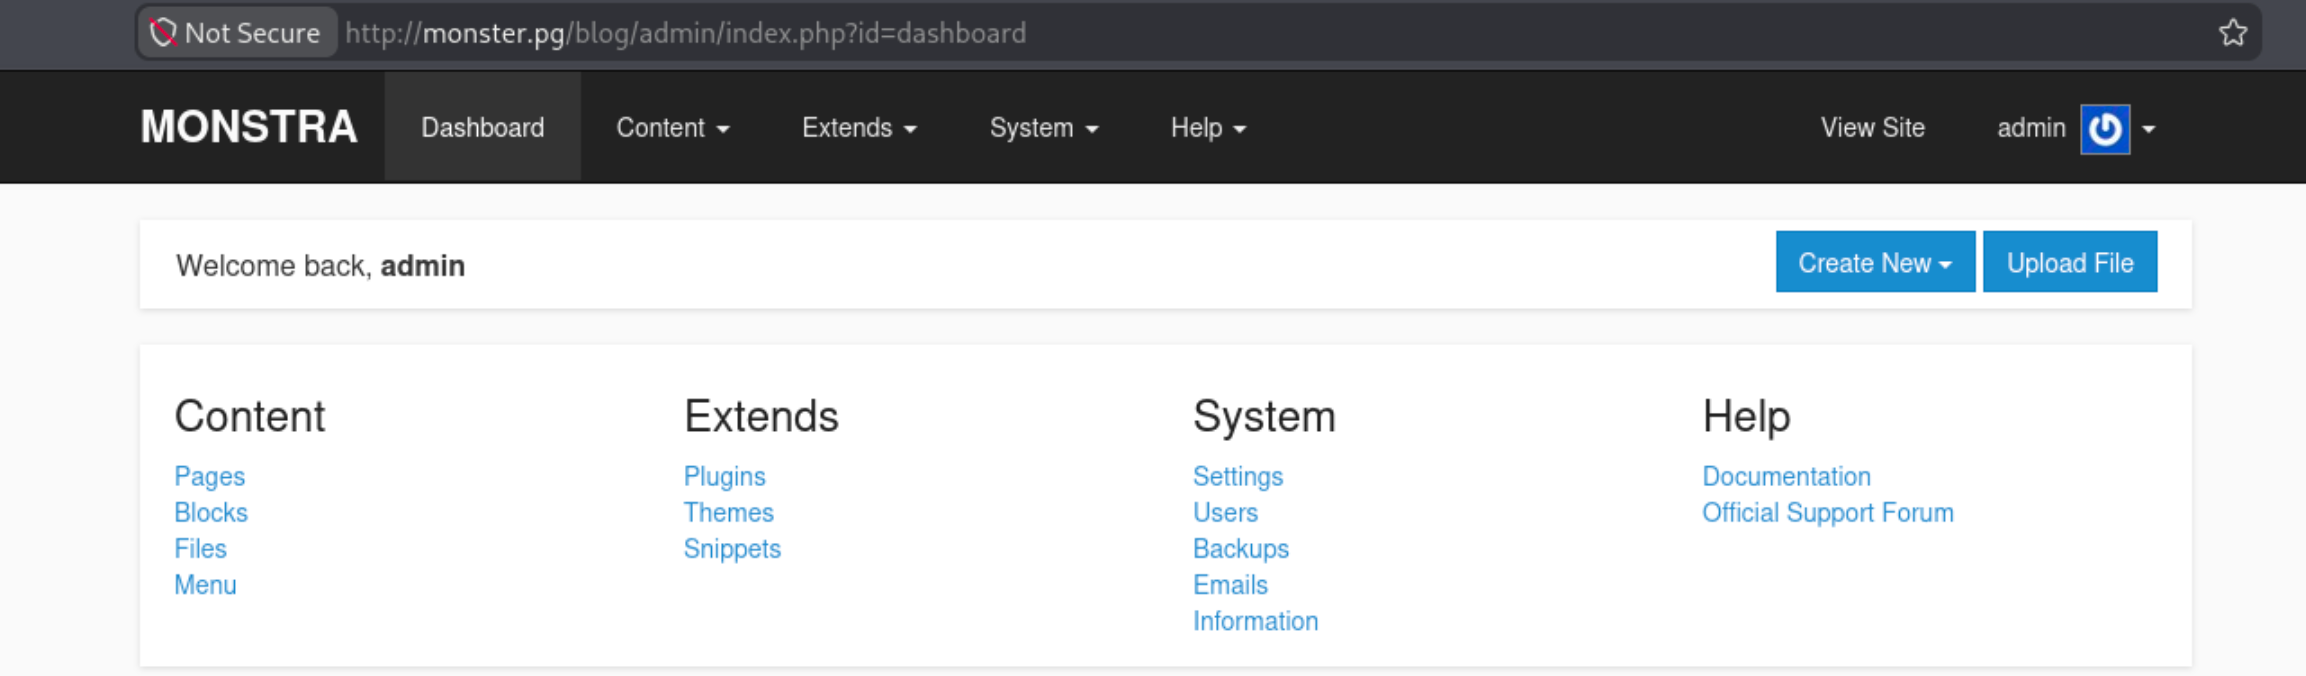 Not Secure http://monster.pg/blog/admin/index.php?id=dashboard
MONSTRA Dashboard Content Extends System Help View Site admin
Welcome back, admin Create New Upload File
Content Extends System Help
Pages Plugins Settings Documentation
Blocks Themes Users Official Support Forum
Files Snippets Backups
Menu Emails
Information